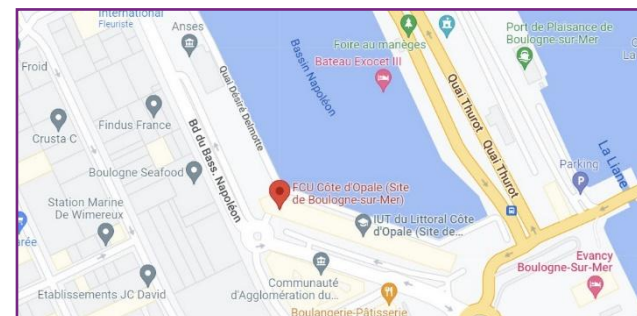 International
Fleuriste
Anses
Froid
Crusta C
Findus France
Boulogne Seafood
Station Marine
De Wimereux
Etablissements JC David
Quai Désiré Delmotte
Bd du Bass. Napoléon
Bassin Napoléon
Foire au manèges
Bateau Exocet III
Port de Plaisance de
Boulogne-sur-Mer
Quai Thurot
Quai Thurot
La Liane
Parking
FCU Côte d'Opale (Site
de Boulogne-sur-Mer)
IUT du Littoral Côte
d'Opale (Site de...
Communauté
d'Agglomération du...
Boulangerie-Pâtisserie
Evancy
Boulogne-Sur-Mer